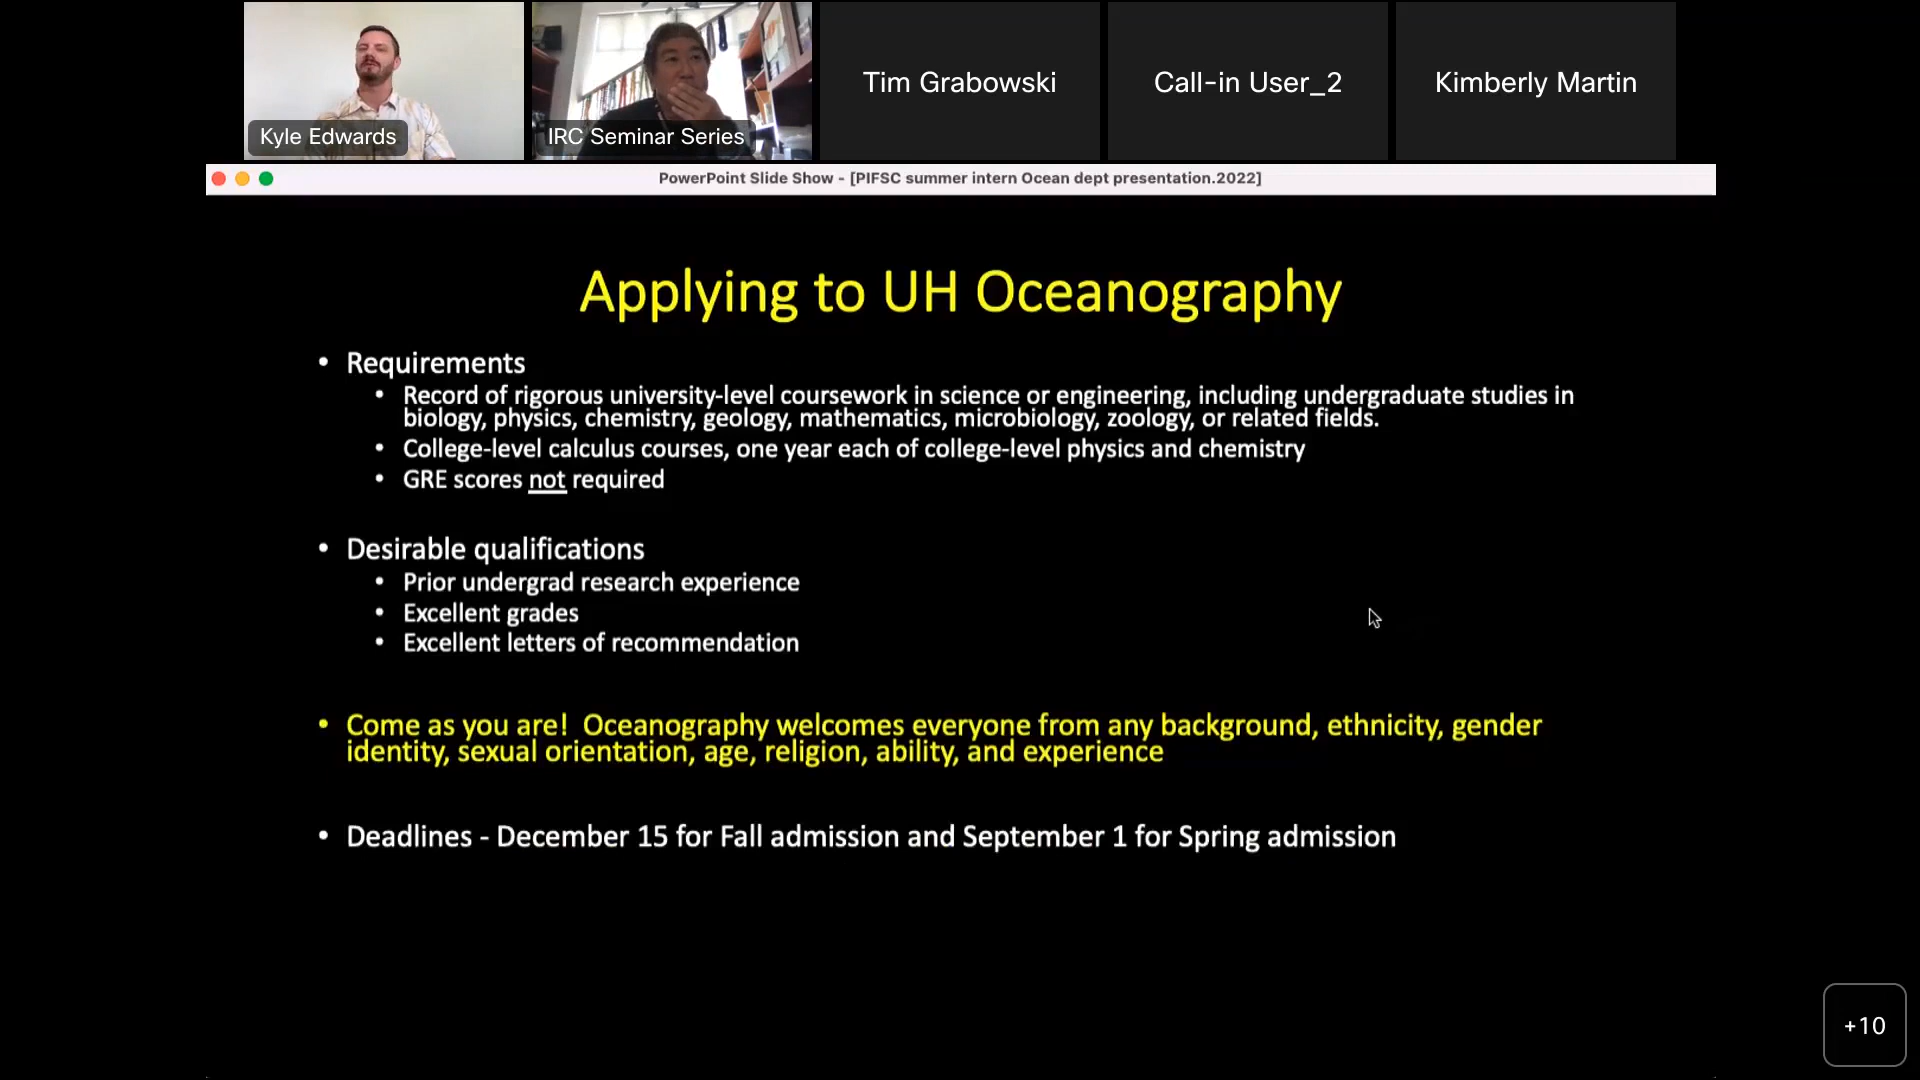 Kyle Edwards
IRC Seminar Series
Tim Grabowski
Call-in User_2
Kimberly Martin
PowerPoint Slide Show - [PIFSC summer intern Ocean dept presentation.2022]
Applying to UH Oceanography
• Requirements
• Record of rigorous university-level coursework in science or engineering, including undergraduate studies in
biology, physics, chemistry, geology, mathematics, microbiology, zoology, or related fields.
• College-level calculus courses, one year each of college-level physics and chemistry
• GRE scores not required
• Desirable qualifications
• Prior undergrad research experience
• Excellent grades
• Excellent letters of recommendation
• Come as you are!  Oceanography welcomes everyone from any background, ethnicity, gender
identity, sexual orientation, age, religion, ability, and experience
• Deadlines - December 15 for Fall admission and September 1 for Spring admission
+10